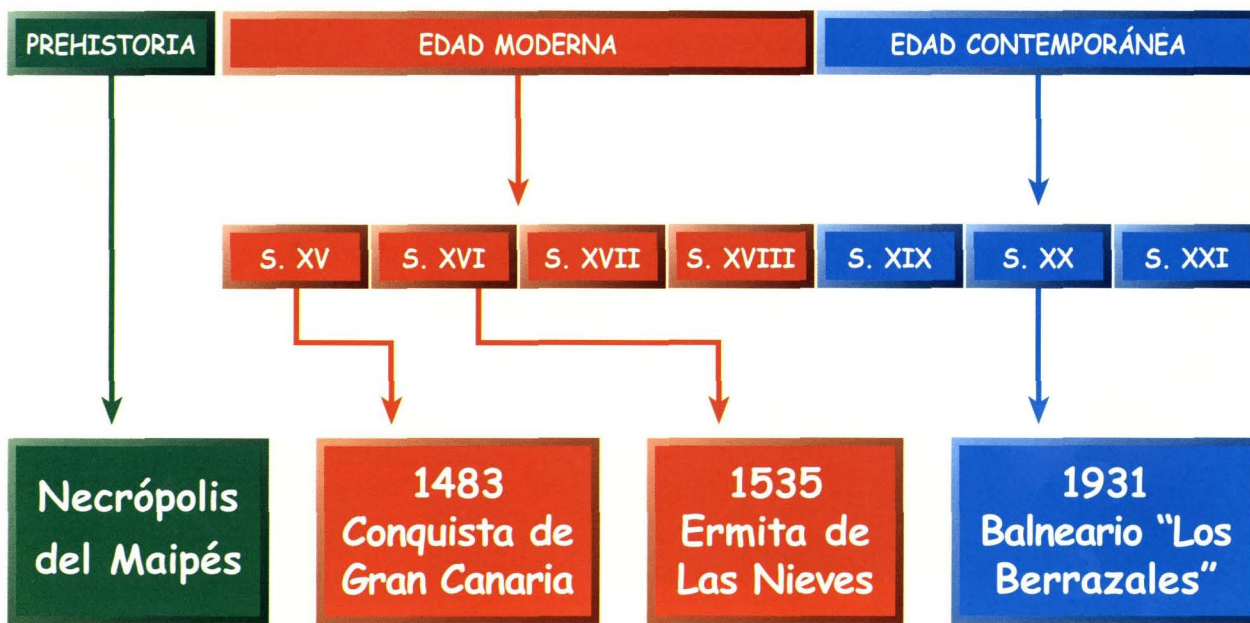 PREHISTORIA
EDAD MODERNA
EDAD CONTEMPORÁNEA
S. XV
S. XVI
S. XVII
S. XVIII
S. XIX
S. XX
S. XXI
Necrópolis
del Maipés
1483
Conquista de
Gran Canaria
1535
Ermita de
Las Nieves
1931
Balneario “Los
Berrazales”